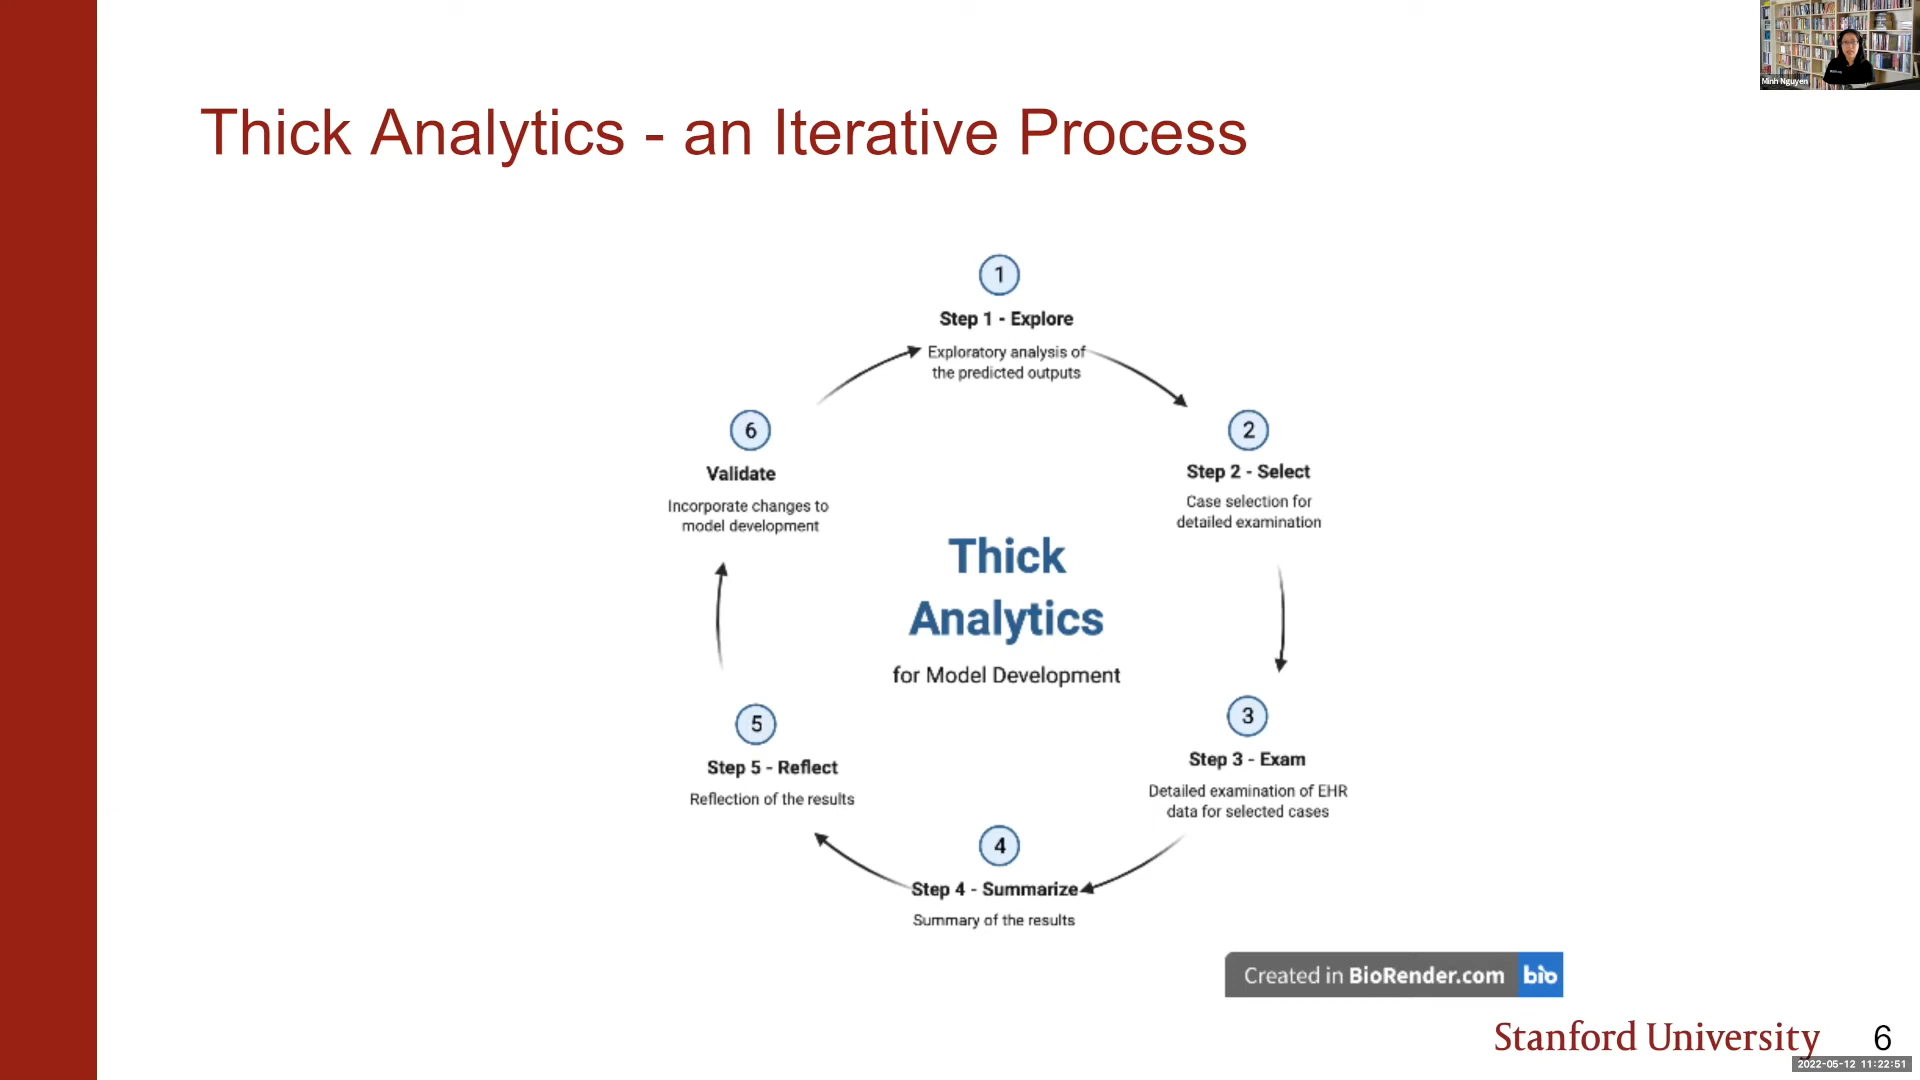 Minh Nguyen
Thick Analytics - an Iterative Process
1
Step 1 - Explore
Exploratory analysis of
the predicted outputs
2
Step 2 - Select
Case selection for
detailed examination
3
Step 3 - Exam
Detailed examination of EHR
data for selected cases
4
Step 4 - Summarize
Summary of the results
5
Step 5 - Reflect
Reflection of the results
6
Validate
Incorporate changes to
model development
Thick
Analytics
for Model Development
Created in BioRender.com bio
Stanford University 6
2022-05-12 11:22:51